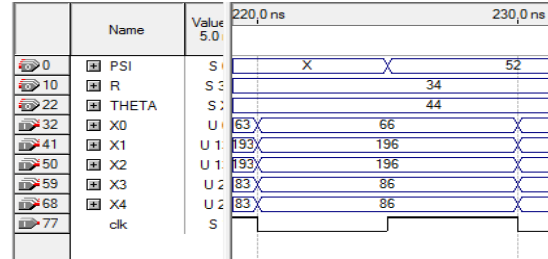 Name Value 5.0 220,0 ns 230,0 ns
0 PSI S X 52
10 R S 34
22 THETA S 44
32 X0 U 63 66
41 X1 U 1 193 196
50 X2 U 1 193 196
59 X3 U 2 83 86
68 X4 U 2 83 86
77 clk S